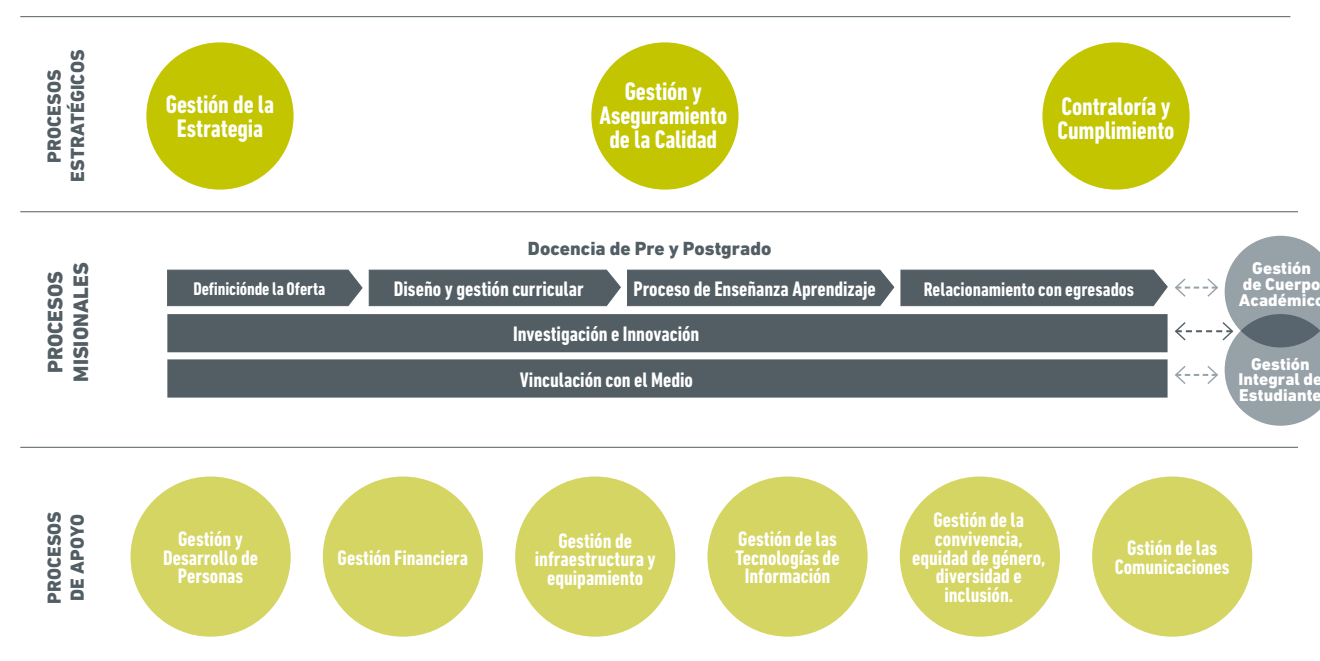 PROCESOS
ESTRATÉGICOS
Gestión de la
Estrategia
Gestión y
Aseguramiento
de la Calidad
Contraloría y
Cumplimiento
PROCESOS
MISIONALES
Docencia de Pre y Postgrado
Definiciónde la Oferta
Diseño y gestión curricular
Proceso de Enseñanza Aprendizaje
Relacionamiento con egresados
Investigación e Innovación
Vinculación con el Medio
Gestión
de Cuerpo
Académico
Gestión
Integral de
Estudiante
PROCESOS
DE APOYO
Gestión y
Desarrollo de
Personas
Gestión Financiera
Gestión de
infraestructura y
equipamiento
Gestión de las
Tecnologías de
Información
Gestión de la
convivencia,
equidad de género,
diversidad e
inclusión.
Gstión de las
Comunicaciones